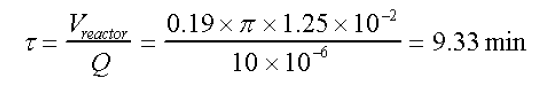 τ = V_reactor / Q = 0.19 × π × 1.25 × 10^-2 / 10 × 10^-6 = 9.33 min